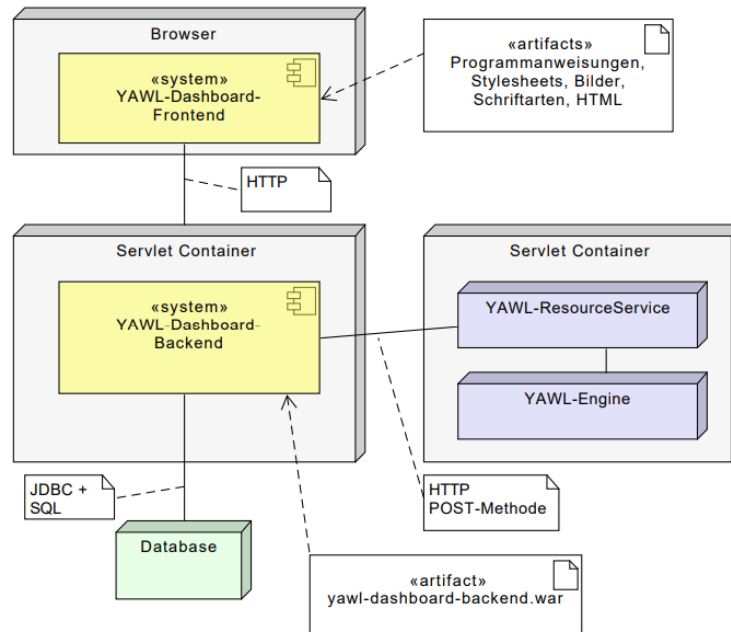 Browser
«system»
YAWL-Dashboard-
Frontend
«artifacts»
Programmanweisungen,
Stylesheets, Bilder,
Schriftarten, HTML
HTTP
Servlet Container
«system»
YAWL-Dashboard-
Backend
Servlet Container
YAWL-ResourceService
YAWL-Engine
JDBC +
SQL
HTTP
POST-Methode
Database
«artifact»
yawl-dashboard-backend.war